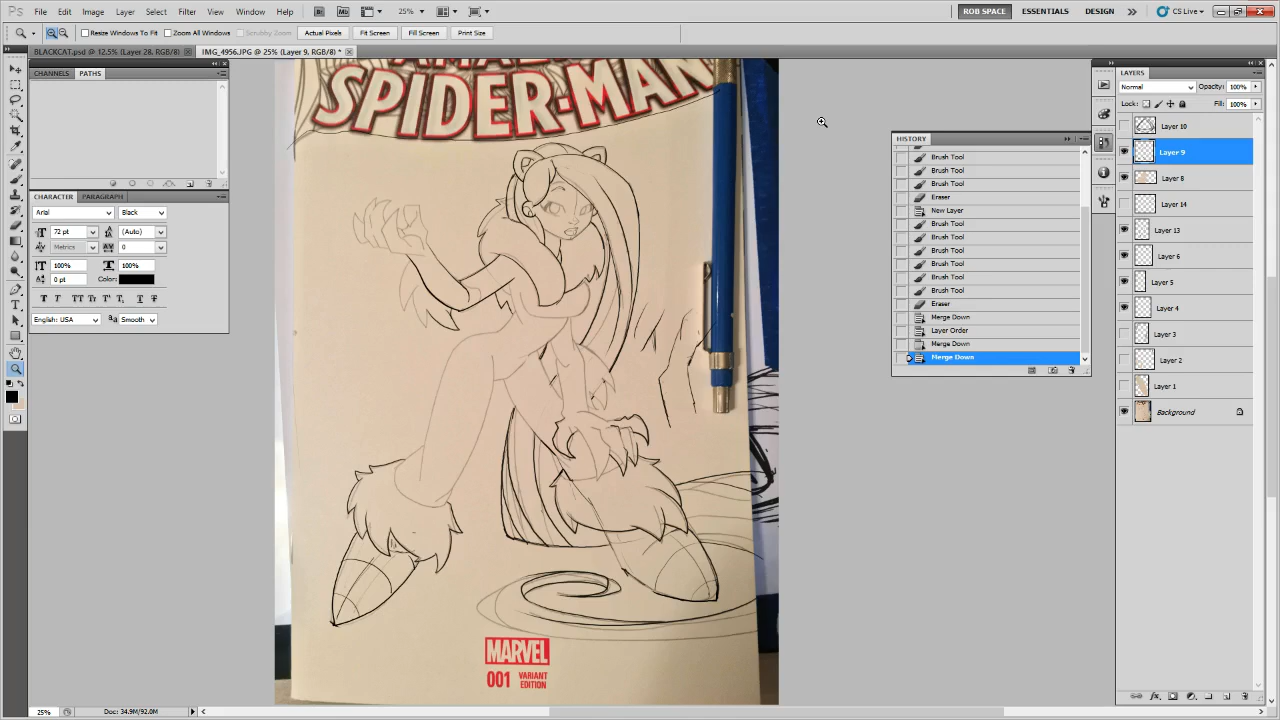 Ps File Edit Image Layer Select Filter View Window Help Br Mb 25% ROB SPACE ESSENTIALS DESIGN CS Live
Resize Windows To Fit Zoom All Windows Scrubby Zoom Actual Pixels Fit Screen Fill Screen Print Size
BLACKCAT.psd @ 12.5% (Layer 28, RGB/8) IMG_4956.JPG @ 25% (Layer 9, RGB/8) *
CHANNELS PATHS
CHARACTER PARAGRAPH
Arial Black
72 pt (Auto)
Metrics 0
100% 100%
0 pt Color:
T T TT Tr T' T, T T
English: USA aa Smooth
SPIDER-MAN
MARVEL
001 VARIANT
EDITION
HISTORY
Brush Tool
Brush Tool
Brush Tool
Eraser
New Layer
Brush Tool
Brush Tool
Brush Tool
Brush Tool
Brush Tool
Brush Tool
Eraser
Merge Down
Layer Order
Merge Down
Merge Down
LAYERS
Normal Opacity: 100%
Lock: Fill: 100%
Layer 10
Layer 9
Layer 8
Layer 14
Layer 13
Layer 6
Layer 5
Layer 4
Layer 3
Layer 2
Layer 1
Background
25% Doc: 34.9M/92.0M